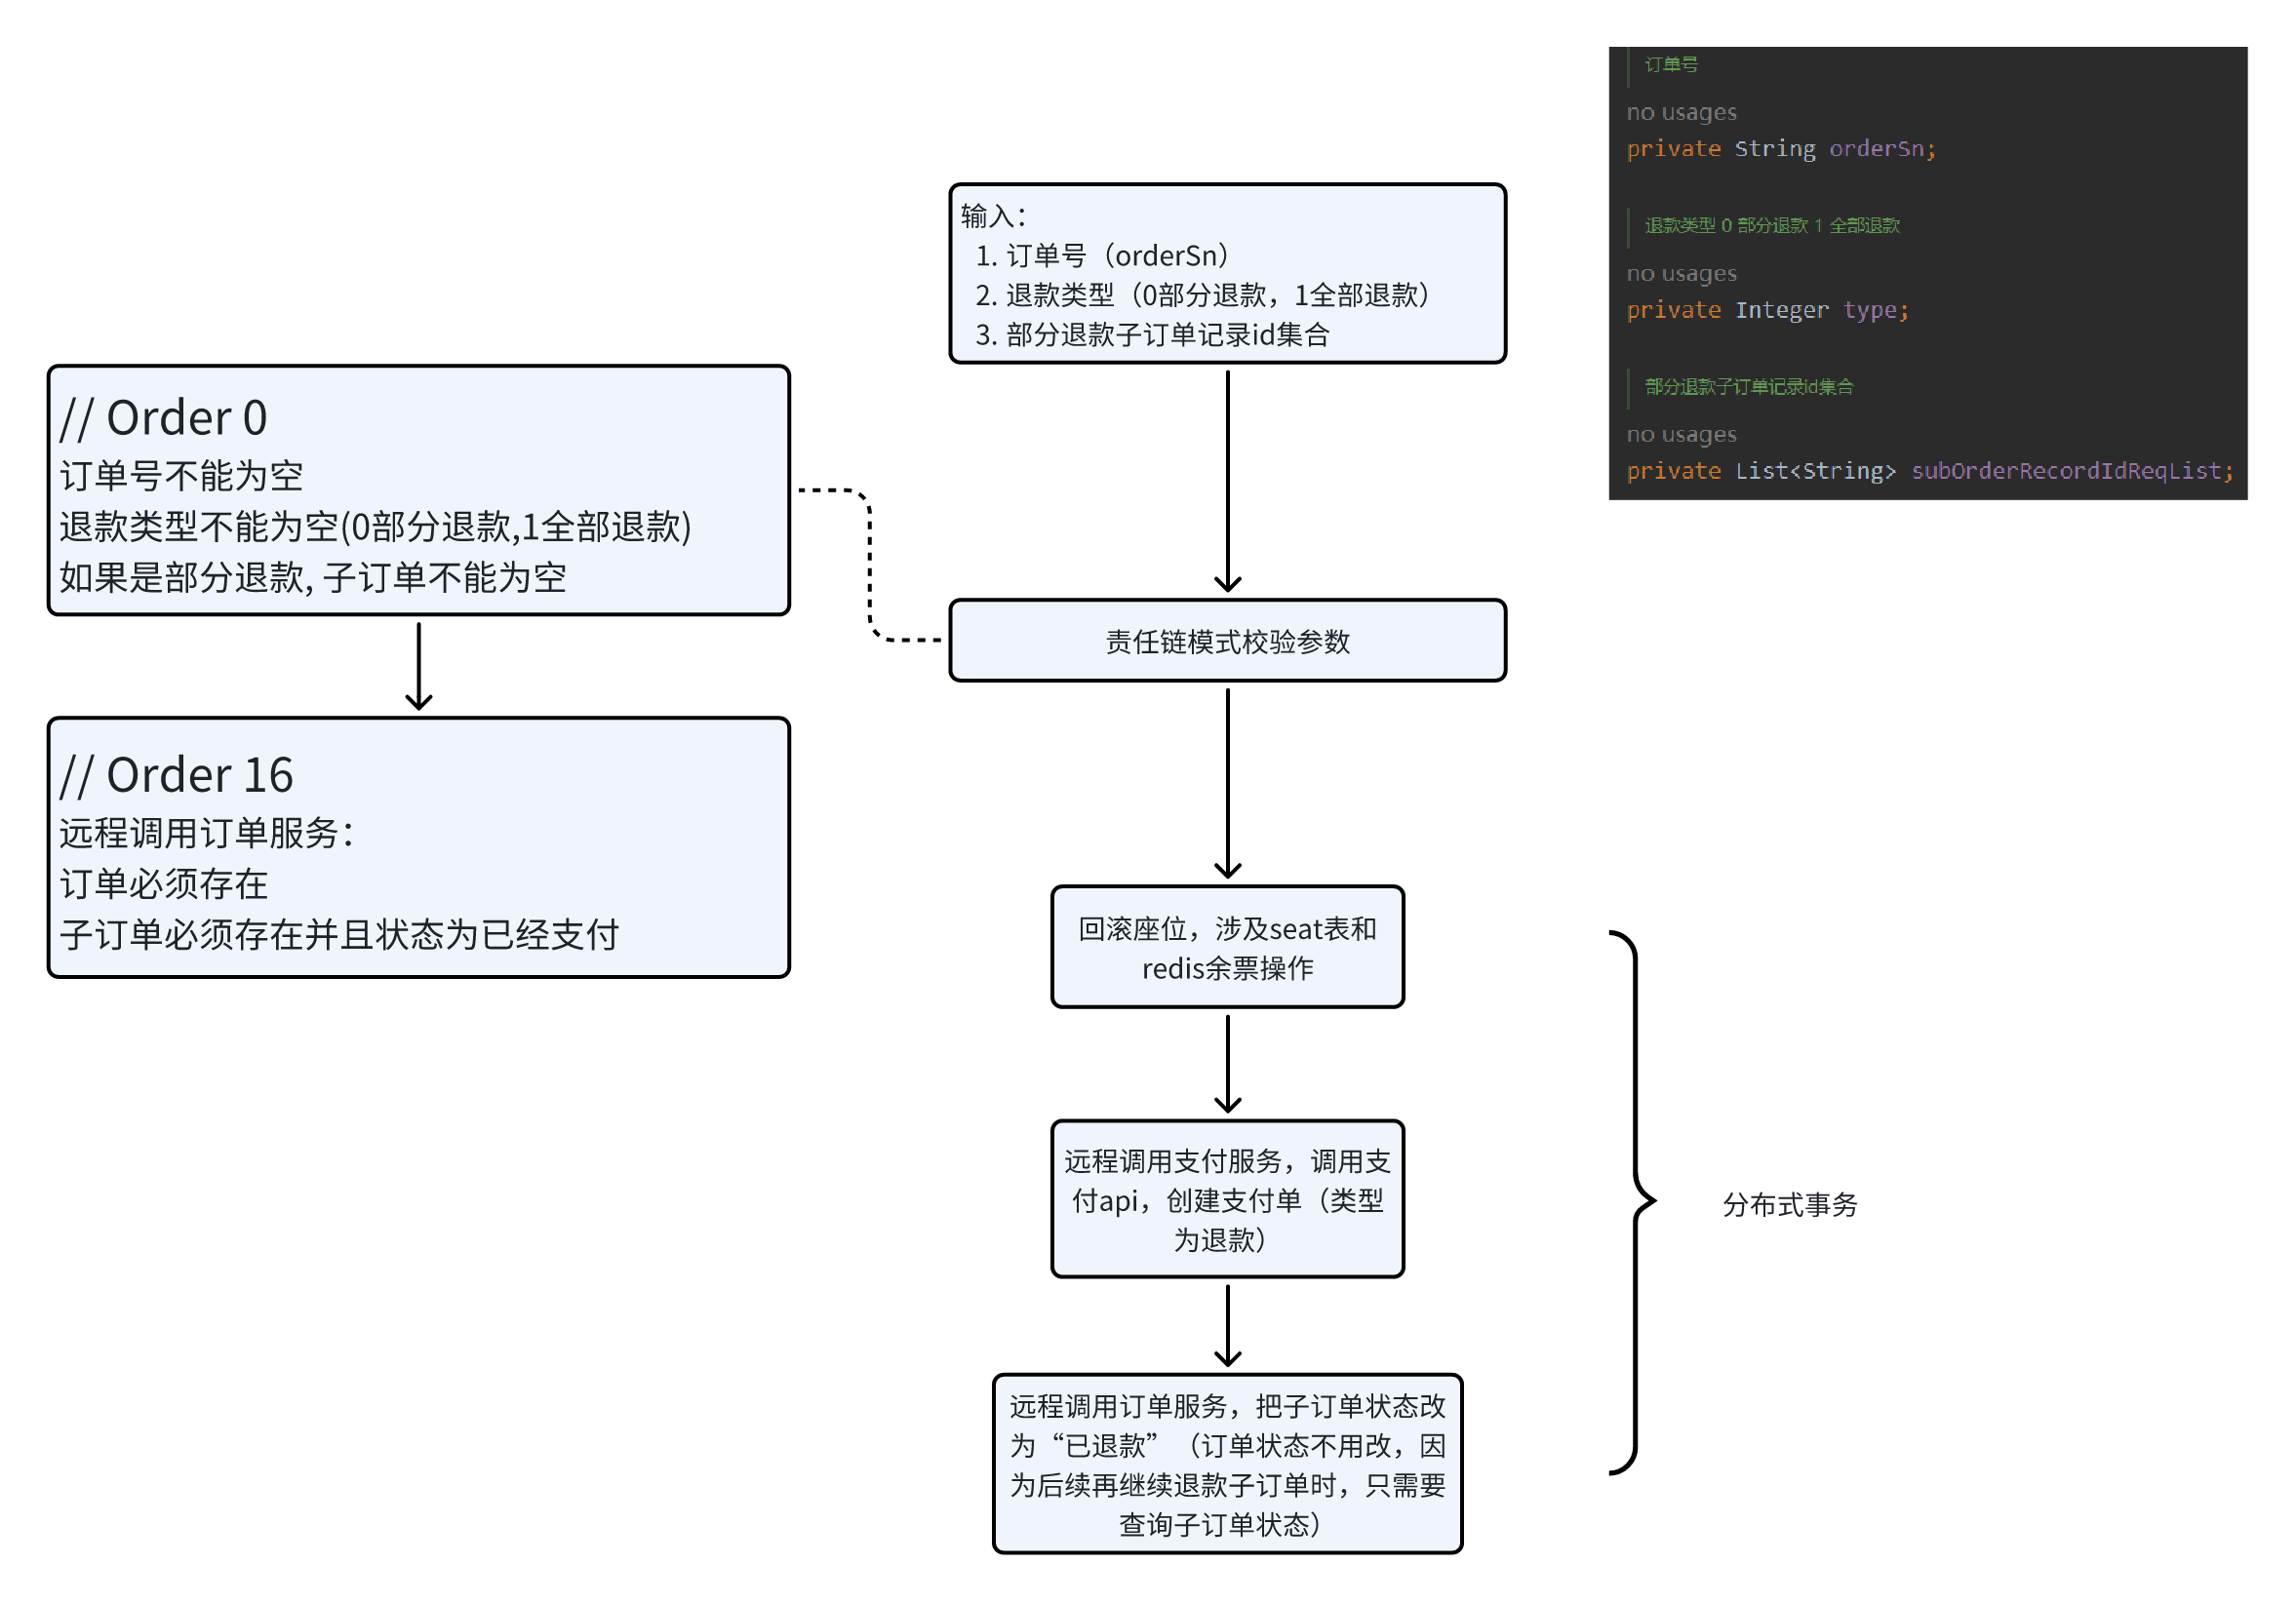 订单号
no usages
private String orderSn;
退款类型 0 部分退款 1 全部退款
no usages
private Integer type;
部分退款子订单记录id集合
no usages
private List<String> subOrderRecordIdReqList;
输入：
1. 订单号（orderSn）
2. 退款类型（0部分退款，1全部退款）
3. 部分退款子订单记录id集合
// Order 0
订单号不能为空
退款类型不能为空(0部分退款,1全部退款)
如果是部分退款, 子订单不能为空
责任链模式校验参数
// Order 16
远程调用订单服务：
订单必须存在
子订单必须存在并且状态为已经支付
回滚座位，涉及seat表和
redis余票操作
远程调用支付服务，调用支
付api，创建支付单（类型
为退款）
分布式事务
远程调用订单服务，把子订单状态改
为“已退款”（订单状态不用改，因
为后续再继续退款子订单时，只需要
查询子订单状态）